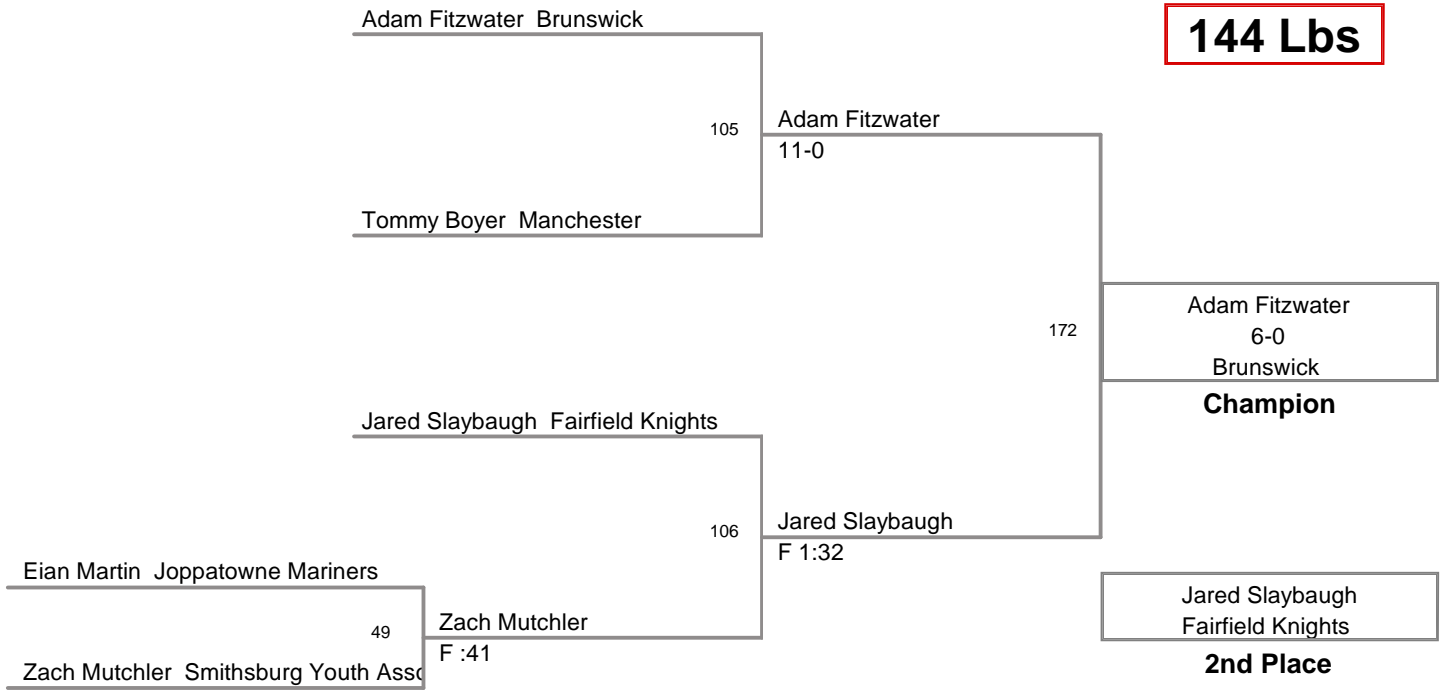 Adam Fitzwater Brunswick
144 Lbs
105
Adam Fitzwater
11-0
Tommy Boyer Manchester
172
Adam Fitzwater
6-0
Brunswick
Champion
Jared Slaybaugh Fairfield Knights
106
Jared Slaybaugh
F 1:32
Eian Martin Joppatowne Mariners
49
Zach Mutchler
F :41
Zach Mutchler Smithsburg Youth Asso
Jared Slaybaugh
Fairfield Knights
2nd Place